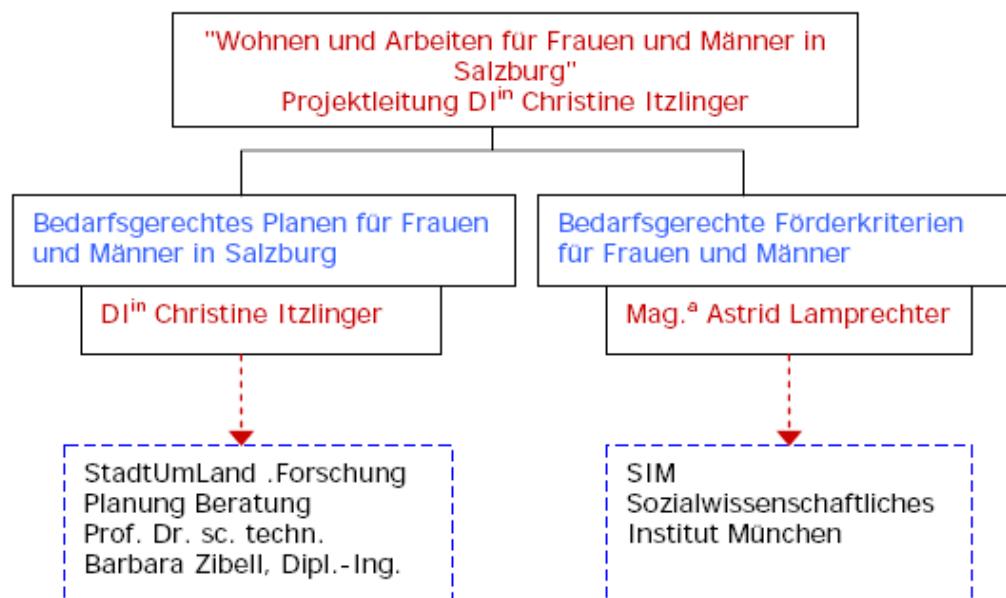 "Wohnen und Arbeiten für Frauen und Männer in
Salzburg"
Projektleitung DIin Christine Itzlinger
Bedarfsgerechtes Planen für Frauen
und Männer in Salzburg
DIin Christine Itzlinger
Bedarfsgerechte Förderkriterien
für Frauen und Männer
Mag.a Astrid Lamprechter
StadtUmLand .Forschung
Planung Beratung
Prof. Dr. sc. techn.
Barbara Zibell, Dipl.-Ing.
SIM
Sozialwissenschaftliches
Institut München